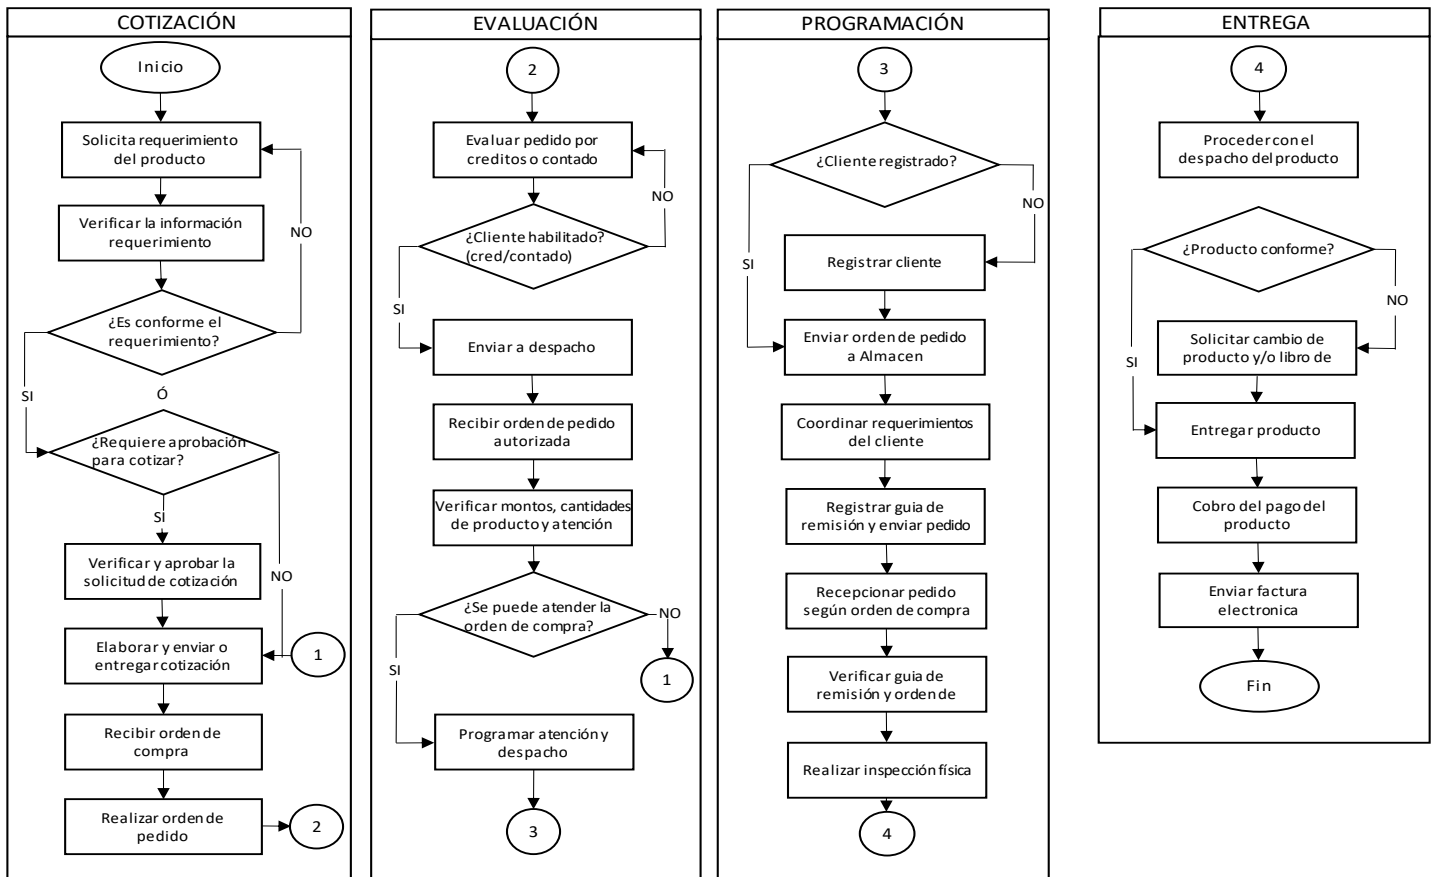 COTIZACIÓN
Inicio
Solicita requerimiento
del producto
Verificar la información
requerimiento
NO
¿Es conforme el
requerimiento?
SI
Ó
¿Requiere aprobación
para cotizar?
SI
NO
Verificar y aprobar la
solicitud de cotización
Elaborar y enviar o
entregar cotización
1
Recibir orden de
compra
Realizar orden de
pedido
2
EVALUACIÓN
2
Evaluar pedido por
creditos o contado
NO
¿Cliente habilitado?
(cred/contado)
SI
Enviar a despacho
Recibir orden de pedido
autorizada
Verificar montos, cantidades
de producto y atención
¿Se puede atender la
orden de compra?
NO
1
SI
Programar atención y
despacho
3
PROGRAMACIÓN
3
¿Cliente registrado?
NO
SI
Registrar cliente
Enviar orden de pedido
a Almacen
Coordinar requerimientos
del cliente
Registrar guia de
remisión y enviar pedido
Recepcionar pedido
según orden de compra
Verificar guia de
remisión y orden de
Realizar inspección física
4
ENTREGA
4
Proceder con el
despacho del producto
¿Producto conforme?
NO
SI
Solicitar cambio de
producto y/o libro de
Entregar producto
Cobro del pago del
producto
Enviar factura
electronica
Fin